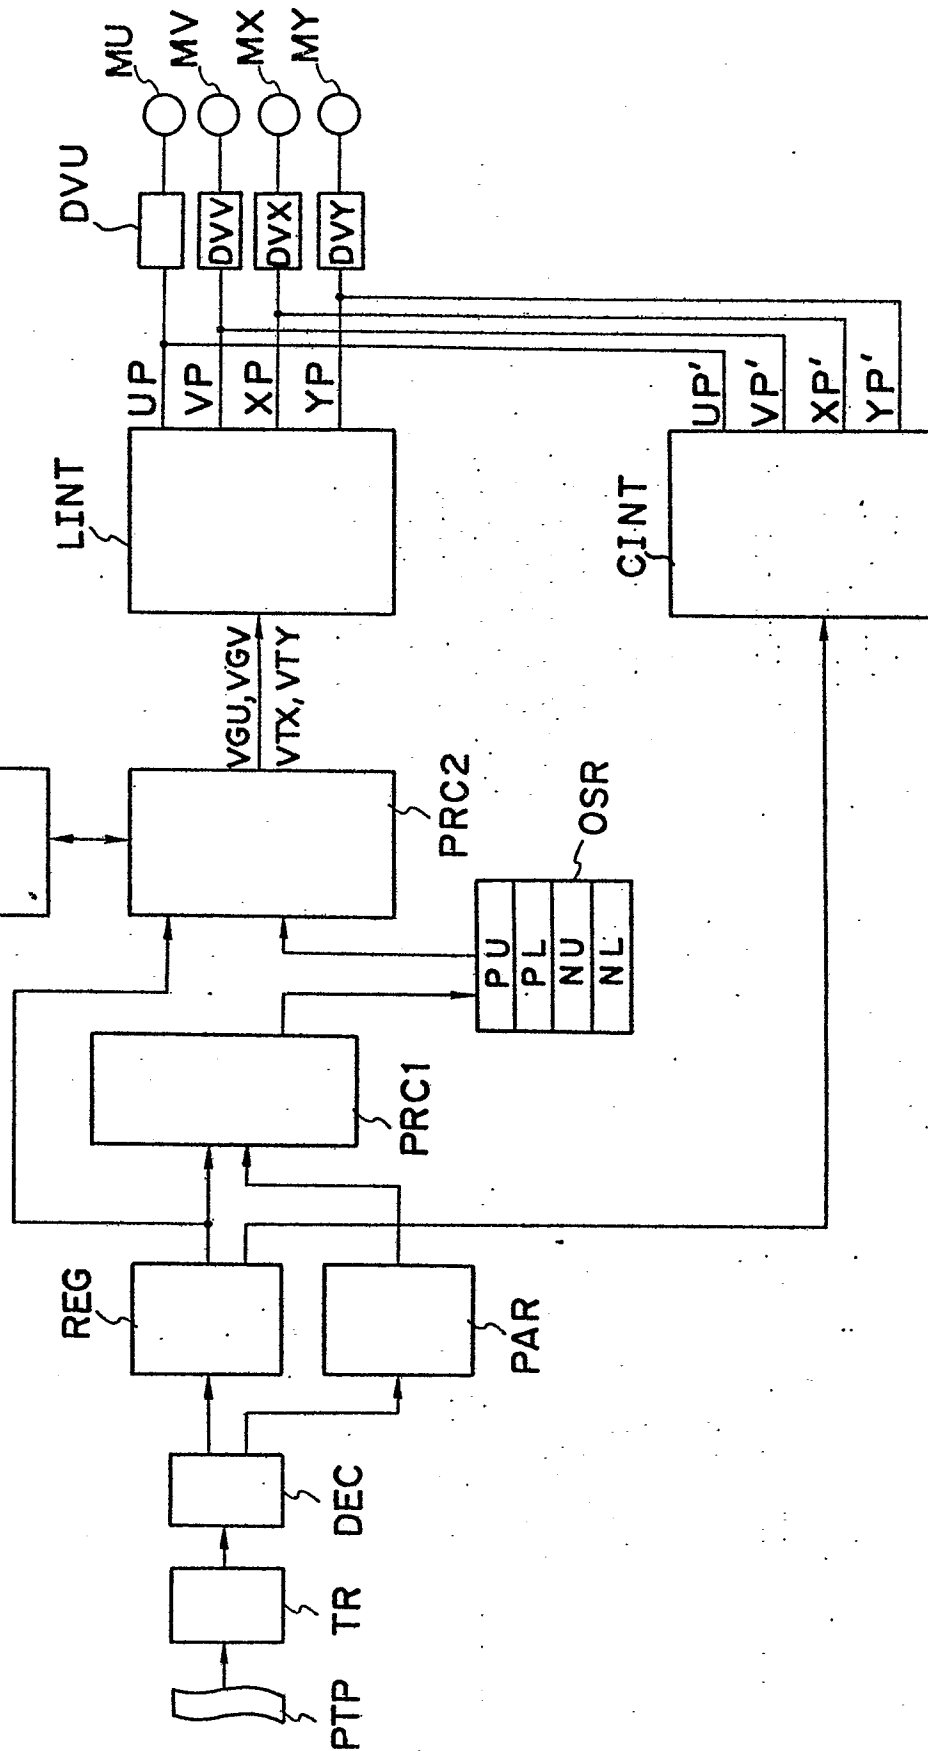 PTP
TR
DEC
REG
PAR
PRC1
PU
PL
NU
NL
OSR
PRC2
VGU, VGV
VTX, VTY
LINT
CINT
UP
VP
XP
YP
UP'
VP'
XP'
YP'
DVU
DVV
DVX
DVY
MU
MV
MX
MY